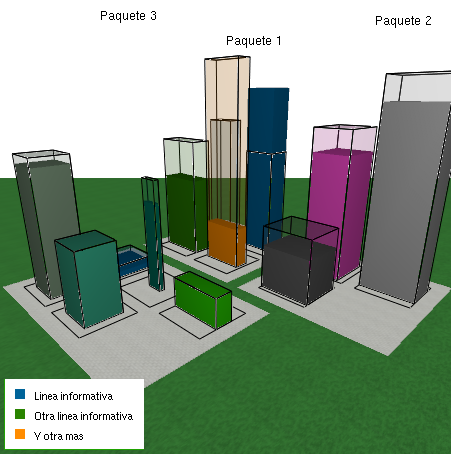 Paquete 3
Paquete 1
Paquete 2
Linea informativa
Otra linea informativa
Y otra mas